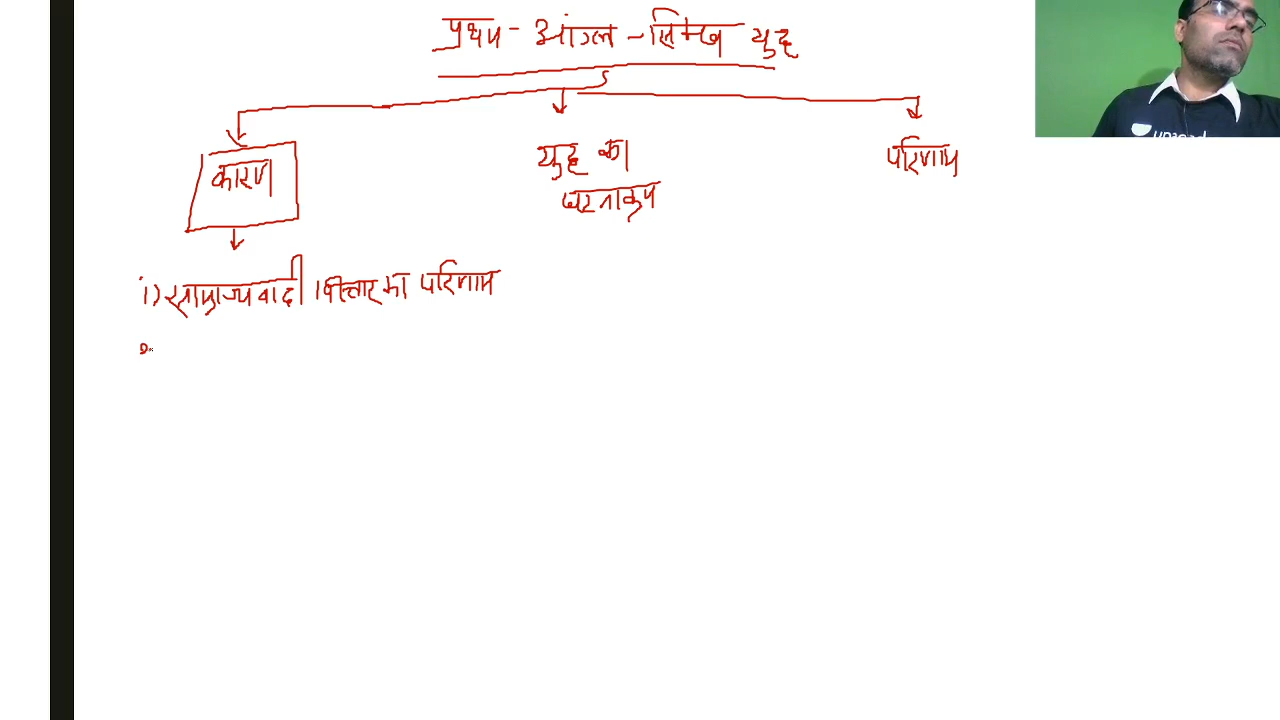 प्रथम - आंग्ल - सिक्ख युद्ध
कारण
युद्ध का
घटनाक्रम
परिणाम
i) साम्राज्यवादी विस्तार का परिणाम